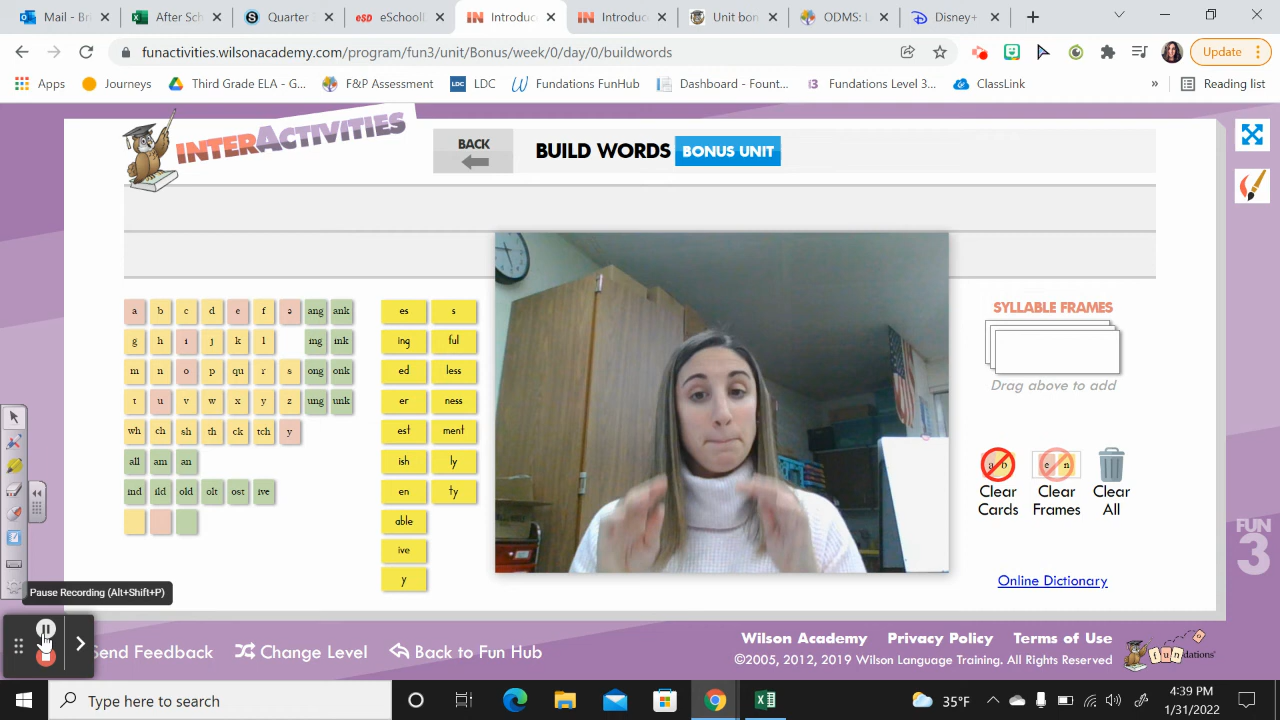 Mail - Br
After Sch
Quarter
eSchoolD
Introduc
Introduc
Unit bon
ODMS: L
Disney+
funactivities.wilsonacademy.com/program/fun3/unit/Bonus/week/0/day/0/buildwords
Update
Apps
Journeys
Third Grade ELA - G...
F&P Assessment
LDC
Fundations FunHub
Dashboard - Fount...
Fundations Level 3...
ClassLink
»
Reading list
INTERACTIVITIES
BACK
BUILD WORDS BONUS UNIT
a b c d e f ə ang ank
g h i j k l ing ink
m n o p qu r s ong onk
t u v w x y z ung unk
wh ch sh th ck tch y
all am an
ind ild old olt ost ive
es s
ing ful
ed less
er ness
est ment
ish ly
en ty
able
ive
y
SYLLABLE FRAMES
Drag above to add
a b
e n
Clear Cards
Clear Frames
Clear All
Online Dictionary
FUN 3
Pause Recording (Alt+Shift+P)
Send Feedback
Change Level
Back to Fun Hub
Wilson Academy
Privacy Policy
Terms of Use
©2005, 2012, 2019 Wilson Language Training. All Rights Reserved
fundations
Type here to search
35°F
4:39 PM
1/31/2022